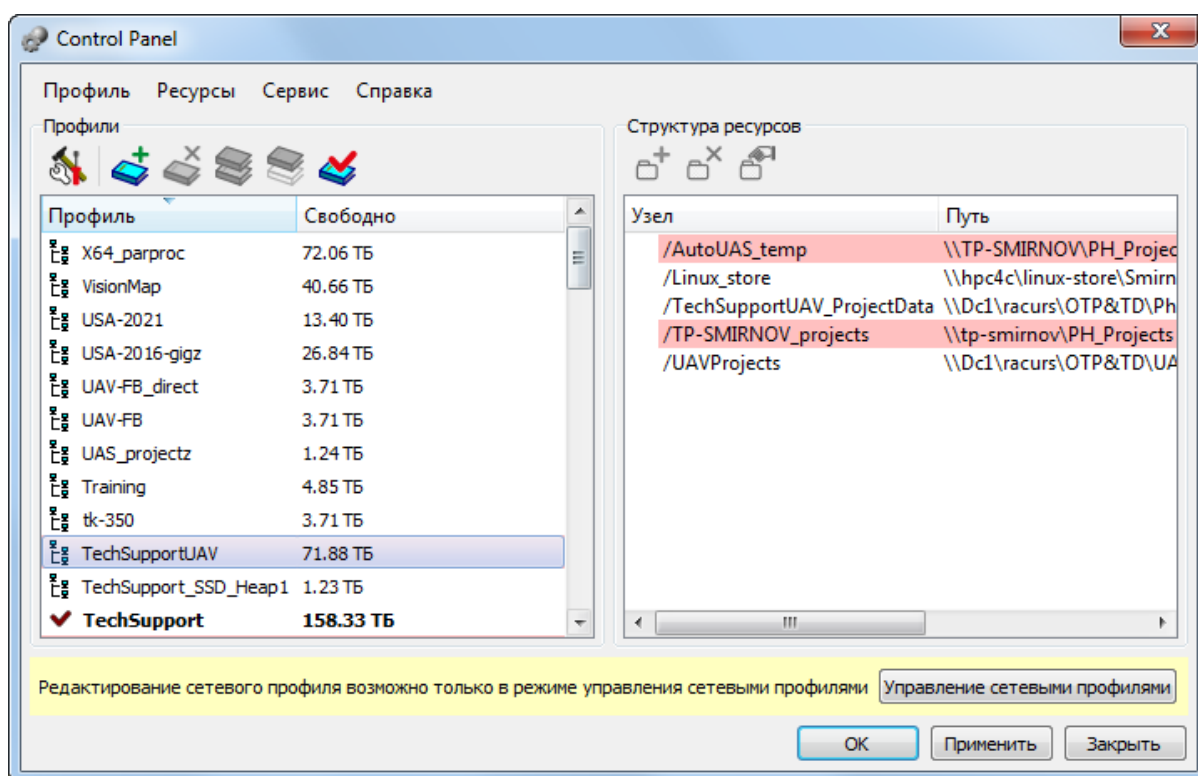 Control Panel
Профиль Ресурсы Сервис Справка
Профили
Профиль Свободно
X64_parproc 72.06 ТБ
VisionMap 40.66 ТБ
USA-2021 13.40 ТБ
USA-2016-gigz 26.84 ТБ
UAV-FB_direct 3.71 ТБ
UAV-FB 3.71 ТБ
UAS_projectz 1.24 ТБ
Training 4.85 ТБ
tk-350 3.71 ТБ
TechSupportUAV 71.88 ТБ
TechSupport_SSD_Heap1 1.23 ТБ
TechSupport 158.33 ТБ
Структура ресурсов
Узел Путь
/AutoUAS_temp \\TP-SMIRNOV\PH_Projec
/Linux_store \\hpc4c\linux-store\Smirn
/TechSupportUAV_ProjectData \\Dc1\racurs\OTP&TD\Ph
/TP-SMIRNOV_projects \\tp-smirnov\PH_Projects
/UAVProjects \\Dc1\racurs\OTP&TD\UA
Редактирование сетевого профиля возможно только в режиме управления сетевыми профилями Управление сетевыми профилями
OK Применить Закрыть